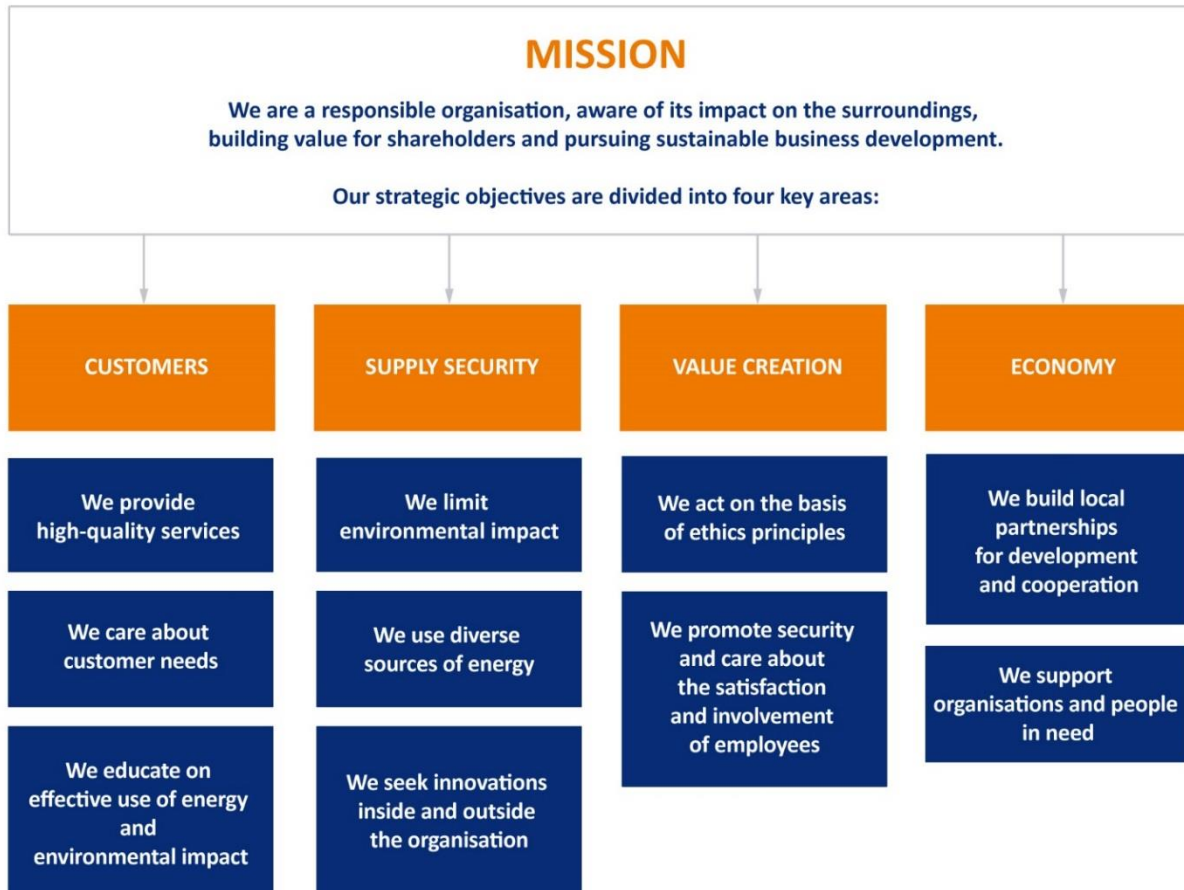 MISSION
We are a responsible organisation, aware of its impact on the surroundings,
building value for shareholders and pursuing sustainable business development.
Our strategic objectives are divided into four key areas:
CUSTOMERS
We provide
high-quality services
We care about
customer needs
We educate on
effective use of energy
and
environmental impact
SUPPLY SECURITY
We limit
environmental impact
We use diverse
sources of energy
We seek innovations
inside and outside
the organisation
VALUE CREATION
We act on the basis
of ethics principles
We promote security
and care about
the satisfaction
and involvement
of employees
ECONOMY
We build local
partnerships
for development
and cooperation
We support
organisations and people
in need